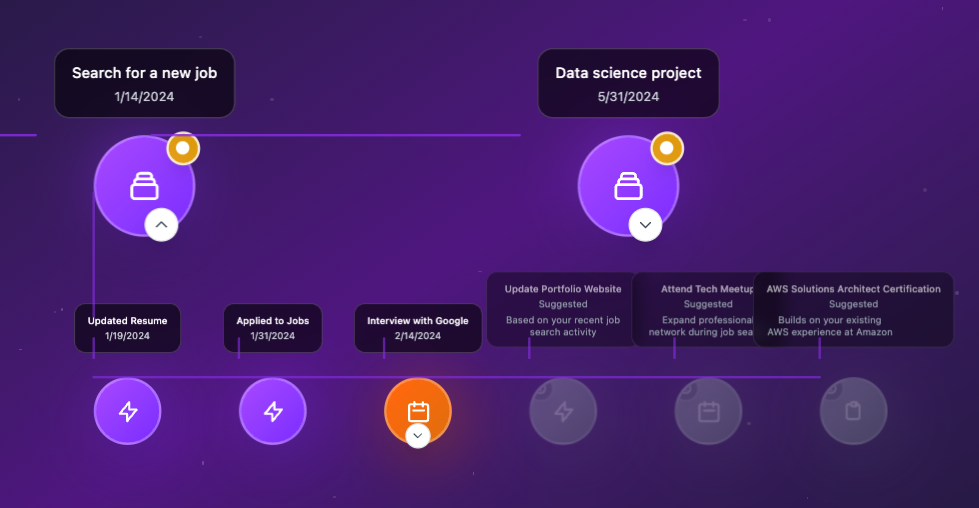 Search for a new job
1/14/2024
Data science project
5/31/2024
Updated Resume
1/19/2024
Applied to Jobs
1/31/2024
Interview with Google
2/14/2024
Update Portfolio Website
Suggested
Based on your recent job
search activity
Attend Tech Meetup
Suggested
Expand professional
network during job sea
AWS Solutions Architect Certification
Suggested
Builds on your existing
AWS experience at Amazon